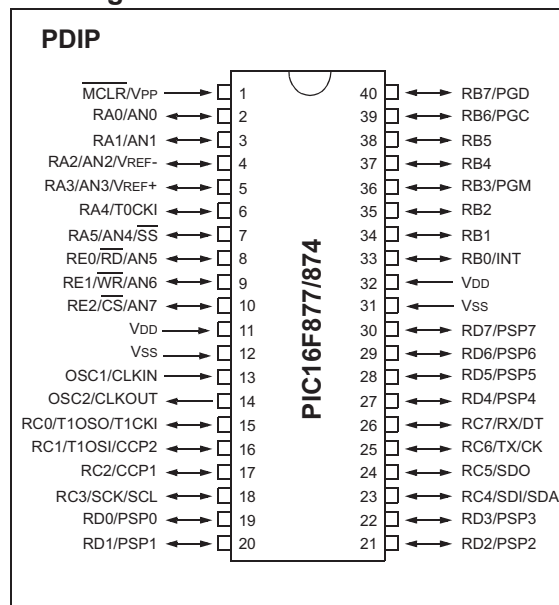 PDIP
MCLR/VPP 1 40 RB7/PGD
RA0/AN0 2 39 RB6/PGC
RA1/AN1 3 38 RB5
RA2/AN2/VREF- 4 37 RB4
RA3/AN3/VREF+ 5 36 RB3/PGM
RA4/T0CKI 6 35 RB2
RA5/AN4/SS 7 34 RB1
RE0/RD/AN5 8 33 RB0/INT
RE1/WR/AN6 9 32 VDD
RE2/CS/AN7 10 31 VSS
VDD 11 30 RD7/PSP7
VSS 12 29 RD6/PSP6
OSC1/CLKIN 13 28 RD5/PSP5
OSC2/CLKOUT 14 27 RD4/PSP4
RC0/T1OSO/T1CKI 15 26 RC7/RX/DT
RC1/T1OSI/CCP2 16 25 RC6/TX/CK
RC2/CCP1 17 24 RC5/SDO
RC3/SCK/SCL 18 23 RC4/SDI/SDA
RD0/PSP0 19 22 RD3/PSP3
RD1/PSP1 20 21 RD2/PSP2
PIC16F877/874